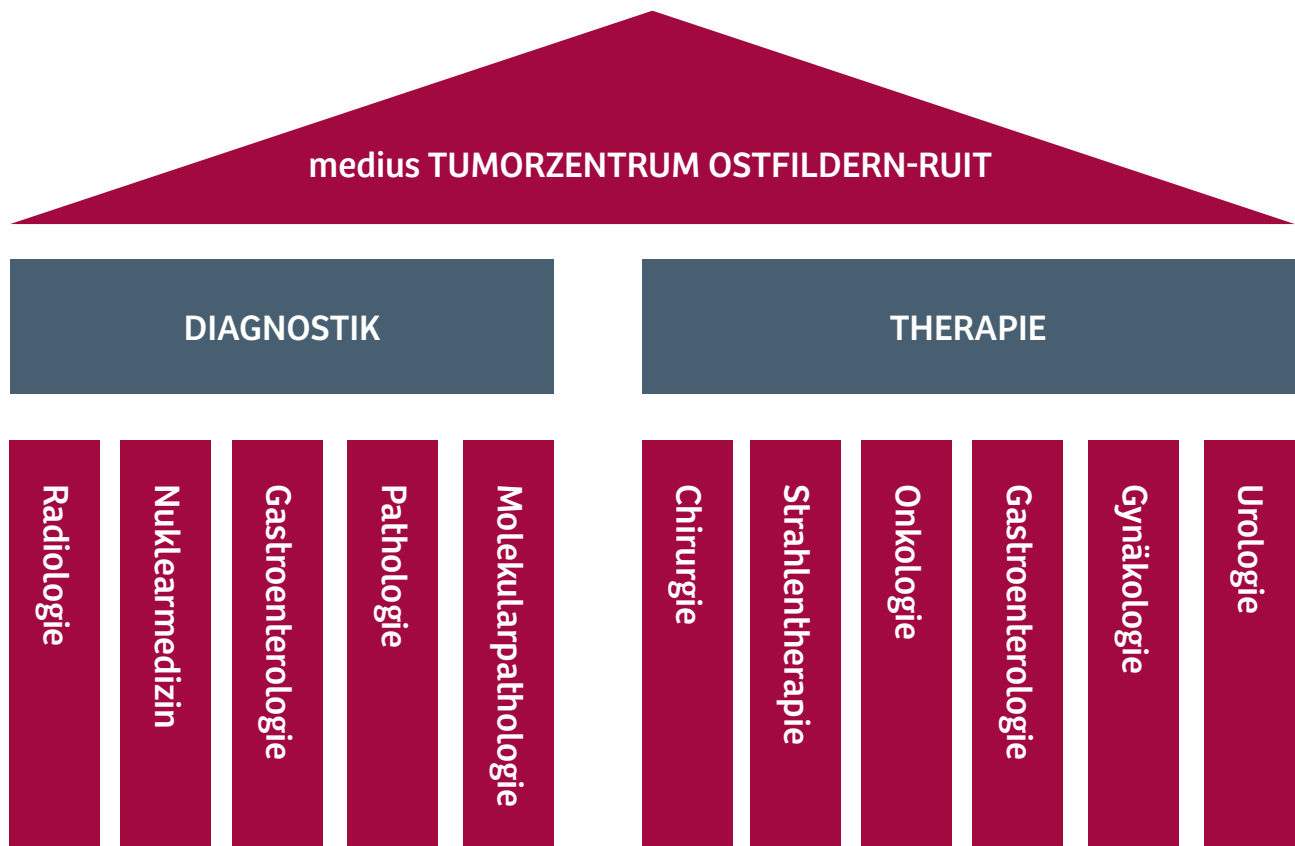 medius TUMORZENTRUM OSTFILDERN-RUIT
DIAGNOSTIK
THERAPIE
Radiologie
Nuklearmedizin
Gastroenterologie
Pathologie
Molekularpathologie
Chirurgie
Strahlentherapie
Onkologie
Gastroenterologie
Gynäkologie
Urologie